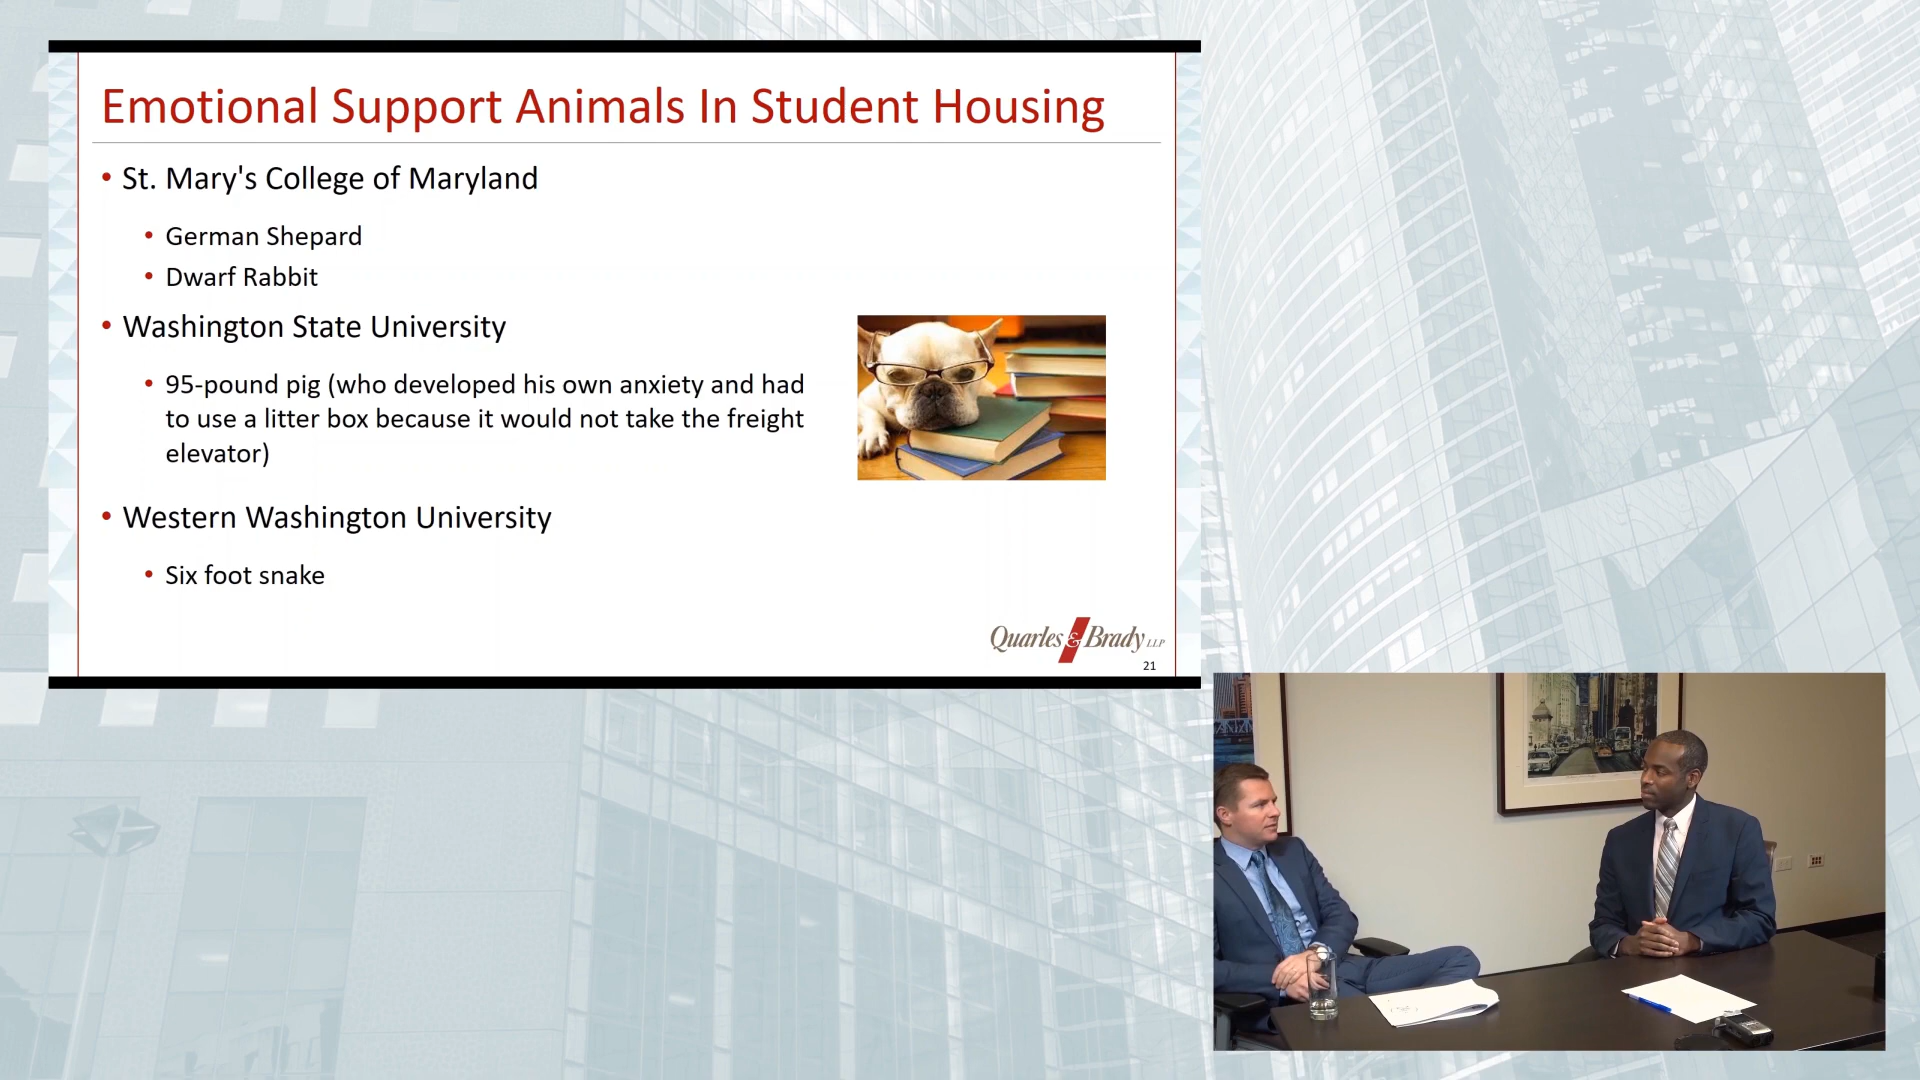 Emotional Support Animals In Student Housing
• St. Mary's College of Maryland
• German Shepard
• Dwarf Rabbit
• Washington State University
• 95-pound pig (who developed his own anxiety and had
to use a litter box because it would not take the freight
elevator)
• Western Washington University
• Six foot snake
Quarles & Brady LLP
21